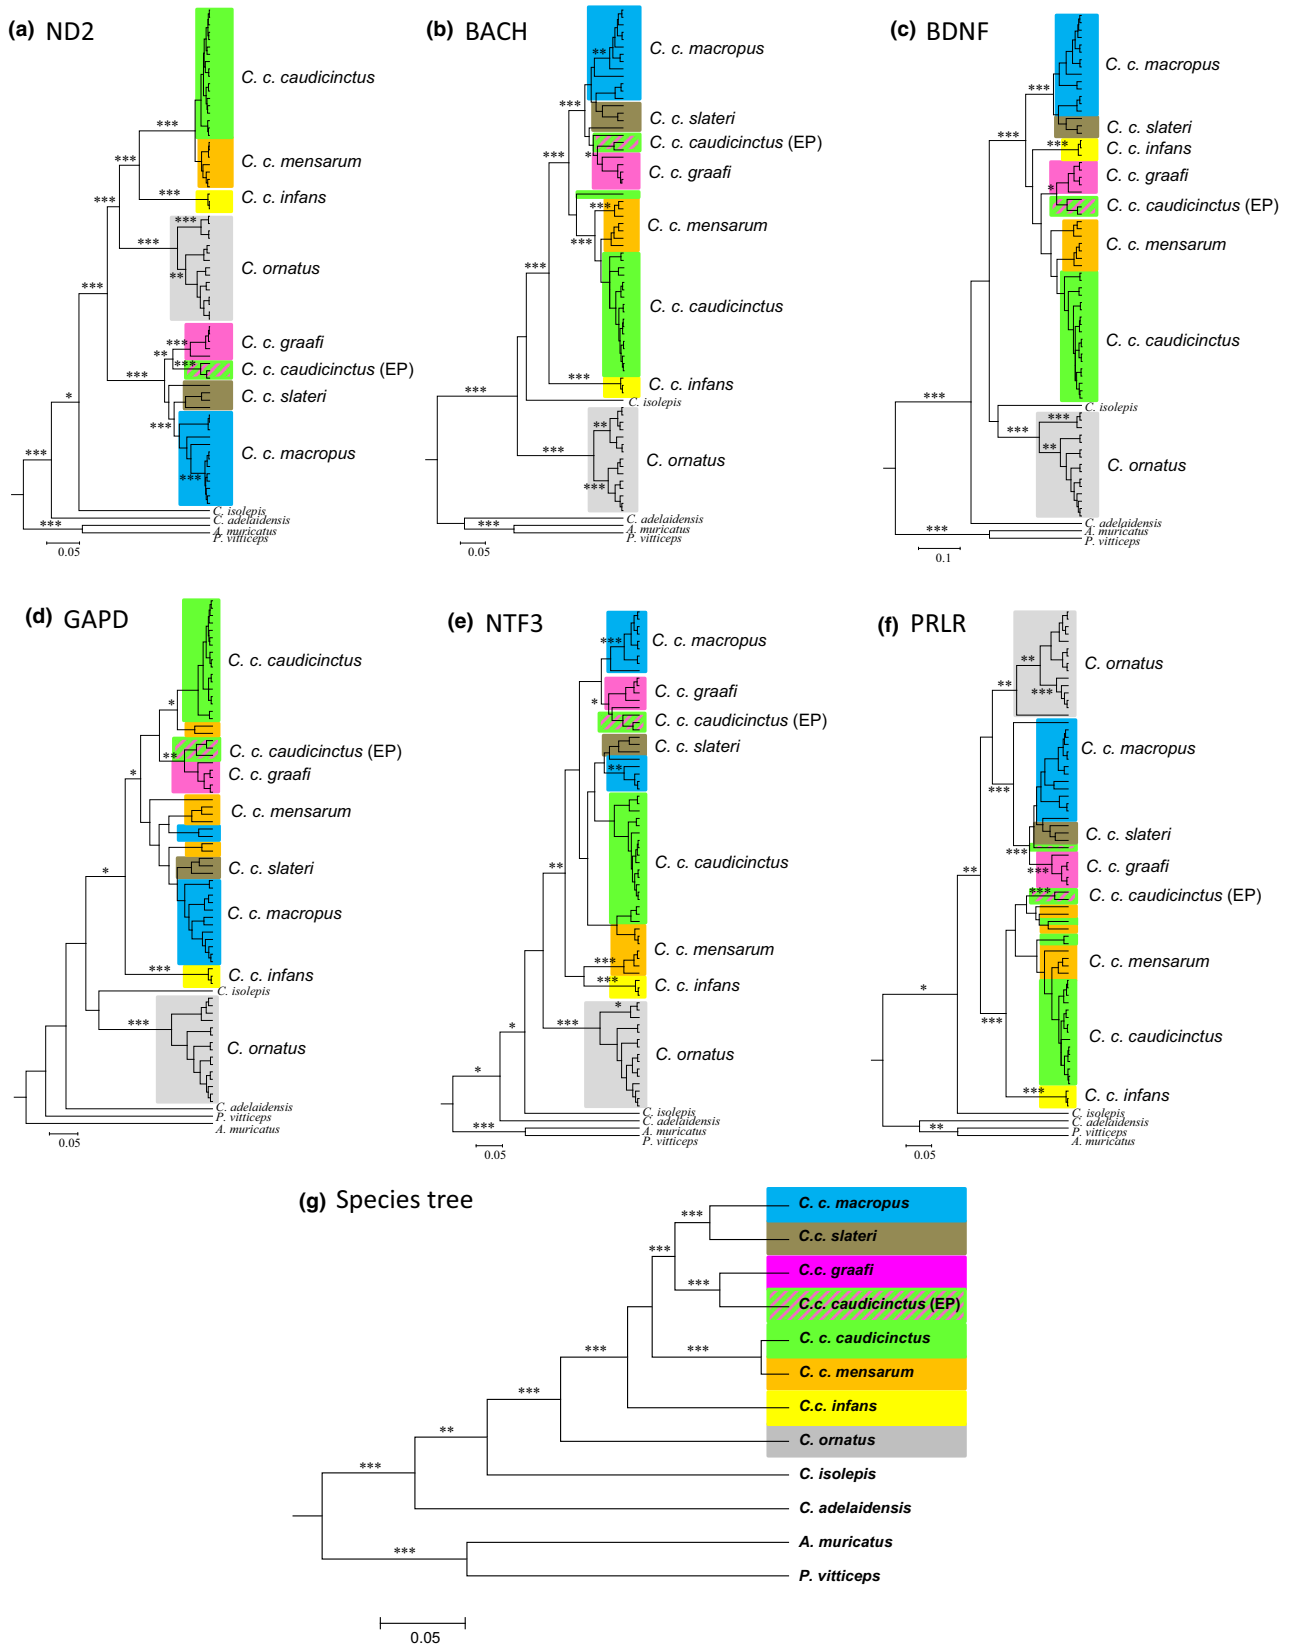 (a) ND2
C. c. caudicinctus
***
C. c. mensarum
***
***
C. c. infans
***
***
***
C. ornatus
**
***
***
C. c. graafi
**
***
C. c. caudicinctus (EP)
***
C. c. slateri
*
***
C. c. macropus
***
***
C. isolepis
C. adelaidensis
***
A. muricatus
P. vitticeps
0.05
(b) BACH
C. c. macropus
**
***
C. c. slateri
C. c. caudicinctus (EP)
***
*
C. c. graafi
***
C. c. mensarum
***
***
C. c. caudicinctus
***
C. c. infans
***
C. isolepis
**
***
C. ornatus
***
C. adelaidensis
***
A. muricatus
P. vitticeps
0.05
(c) BDNF
C. c. macropus
***
C. c. slateri
***
***
C. c. infans
C. c. graafi
*
C. c. caudicinctus (EP)
C. c. mensarum
C. c. caudicinctus
***
C. isolepis
***
***
**
C. ornatus
C. adelaidensis
***
A. muricatus
P. vitticeps
0.1
(d) GAPD
C. c. caudicinctus
*
C. c. caudicinctus (EP)
**
*
C. c. graafi
C. c. mensarum
C. c. slateri
*
C. c. macropus
***
C. c. infans
C. isolepis
***
C. ornatus
C. adelaidensis
P. vitticeps
A. muricatus
0.05
(e) NTF3
C. c. macropus
***
C. c. graafi
*
C. c. caudicinctus (EP)
C. c. slateri
**
C. c. caudicinctus
**
C. c. mensarum
***
***
C. c. infans
*
***
*
C. ornatus
*
C. isolepis
C. adelaidensis
***
A. muricatus
P. vitticeps
0.05
(f) PRLR
C. ornatus
**
**
***
C. c. macropus
***
C. c. slateri
***
C. c. graafi
**
***
***
C. c. caudicinctus (EP)
C. c. mensarum
*
***
C. c. caudicinctus
***
C. c. infans
C. isolepis
C. adelaidensis
**
P. vitticeps
A. muricatus
0.05
(g) Species tree
C. c. macropus
***
C.c. slateri
***
C.c. graafi
***
C.c. caudicinctus (EP)
C. c. caudicinctus
***
***
C. c. mensarum
***
C.c. infans
**
C. ornatus
***
C. isolepis
C. adelaidensis
A. muricatus
***
P. vitticeps
0.05